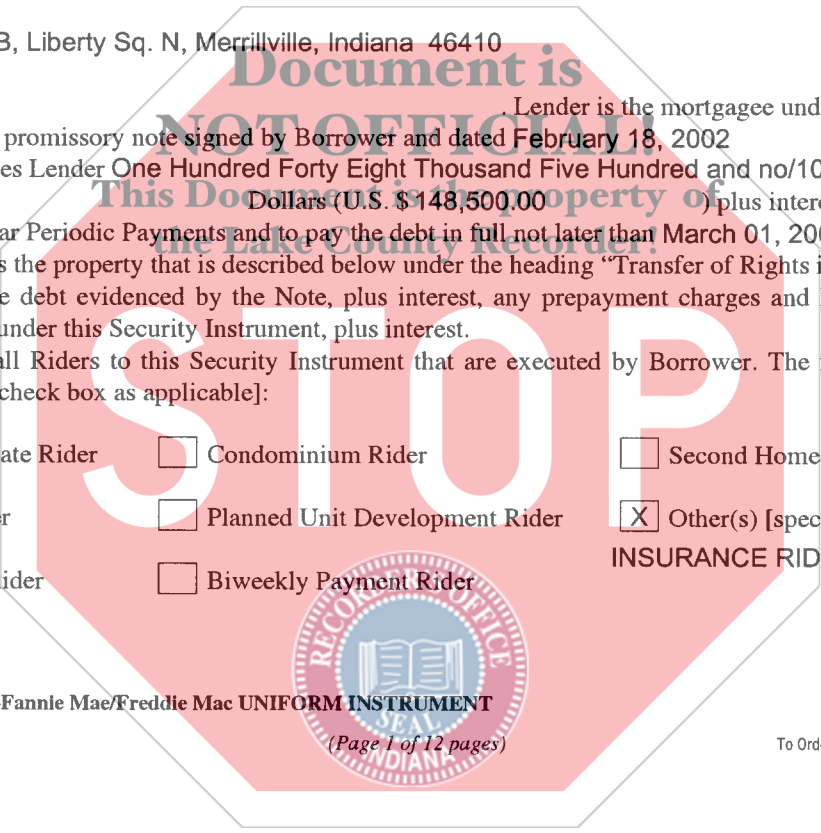 B, Liberty Sq. N, Merrillville, Indiana 46410
Document is
. Lender is the mortgagee und
NOT OFFICIAL!
promissory note signed by Borrower and dated February 18, 2002
es Lender One Hundred Forty Eight Thousand Five Hundred and no/10
This Document is the property of
Dollars (U.S. $ 148,500.00 ) plus intere
ar Periodic Payments and to pay the debt in full not later than March 01, 200
the Lake County Recorder!
s the property that is described below under the heading “Transfer of Rights i
e debt evidenced by the Note, plus interest, any prepayment charges and
under this Security Instrument, plus interest.
all Riders to this Security Instrument that are executed by Borrower. The
check box as applicable]:
STOP
ate Rider Condominium Rider Second Home
er Planned Unit Development Rider X Other(s) [spec
INSURANCE RID
ider Biweekly Payment Rider
RECORDER'S OFFICE
SEAL
INDIANA
-Fannie Mae/Freddie Mac UNIFORM INSTRUMENT
(Page 1 of 12 pages)
To Ord